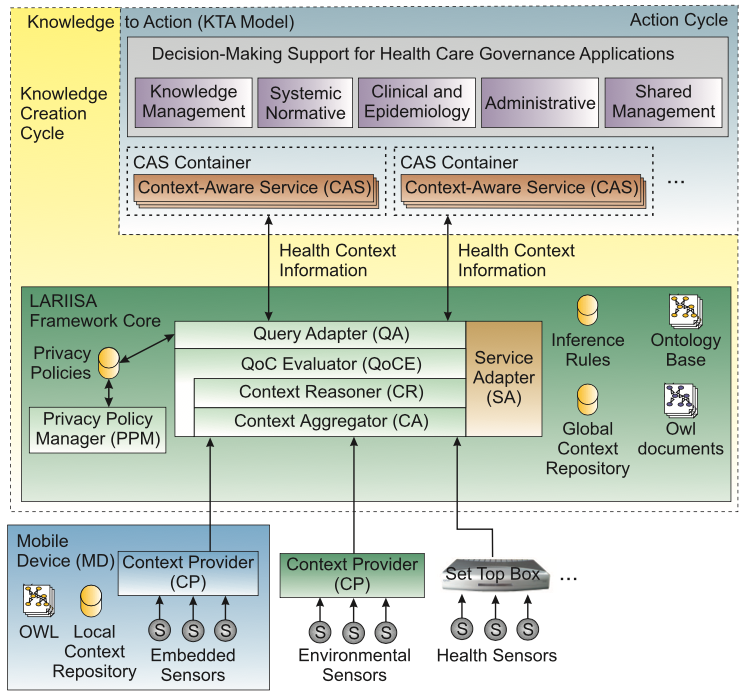 Knowledge to Action (KTA Model)
Action Cycle
Knowledge
Creation
Cycle
Decision-Making Support for Health Care Governance Applications
Knowledge
Management
Systemic
Normative
Clinical and
Epidemiology
Administrative
Shared
Management
CAS Container
Context-Aware Service (CAS)
CAS Container
Context-Aware Service (CAS)
...
Health Context
Information
Health Context
Information
LARIISA
Framework Core
Privacy
Policies
Privacy Policy
Manager (PPM)
Query Adapter (QA)
QoC Evaluator (QoCE)
Context Reasoner (CR)
Context Aggregator (CA)
Service
Adapter
(SA)
Inference
Rules
Ontology
Base
Global
Context
Repository
Owl
documents
Mobile
Device (MD)
Context Provider
(CP)
OWL
Local
Context
Repository
S
S
S
Embedded
Sensors
Context Provider
(CP)
S
S
S
Environmental
Sensors
Set Top Box
...
S
S
S
Health Sensors